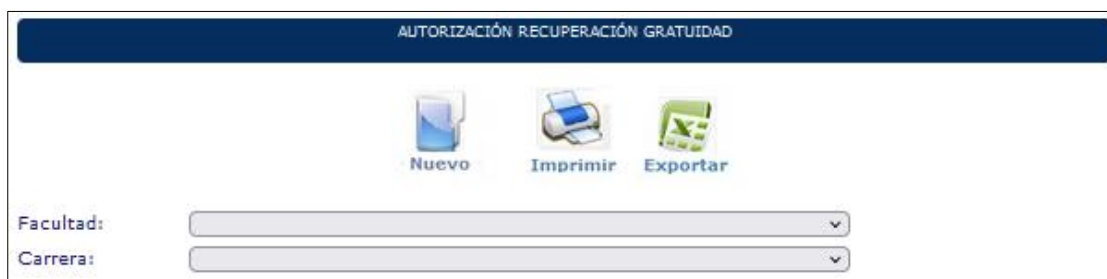 AUTORIZACIÓN RECUPERACIÓN GRATUIDAD
Nuevo Imprimir Exportar
Facultad:
Carrera: